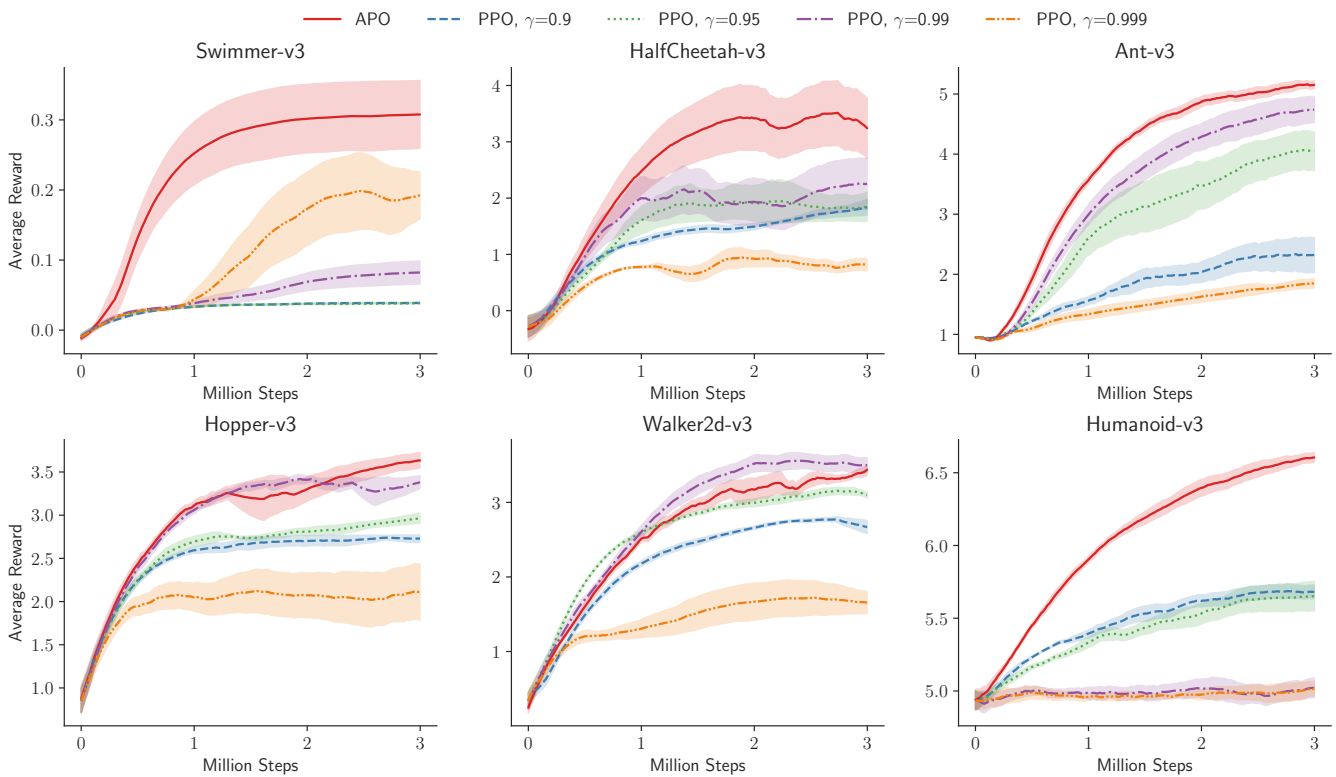 APO PPO, γ=0.9 PPO, γ=0.95 PPO, γ=0.99 PPO, γ=0.999
Swimmer-v3 HalfCheetah-v3 Ant-v3
Average Reward
0.3
0.2
0.1
0.0
0 1 2 3
Million Steps
4
3
2
1
0
0 1 2 3
Million Steps
5
4
3
2
1
0 1 2 3
Million Steps
Hopper-v3 Walker2d-v3 Humanoid-v3
Average Reward
3.5
3.0
2.5
2.0
1.5
1.0
0 1 2 3
Million Steps
3
2
1
0 1 2 3
Million Steps
6.5
6.0
5.5
5.0
0 1 2 3
Million Steps